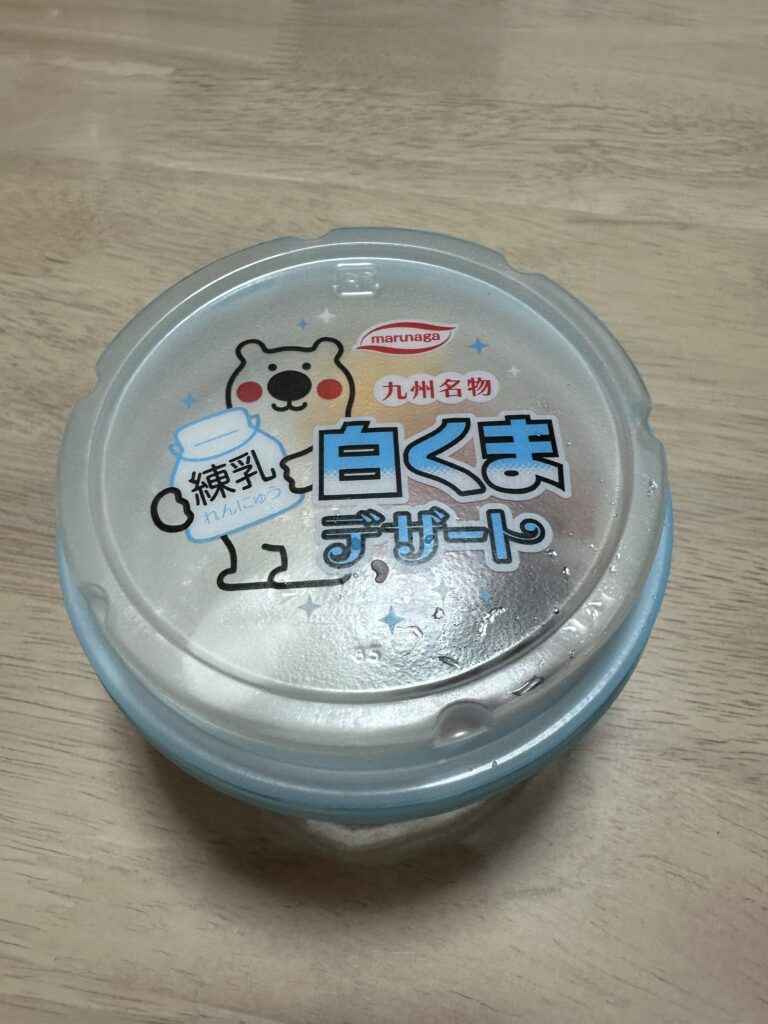 marunaga
九州名物
白くま
デザート
練乳
れんにゅう